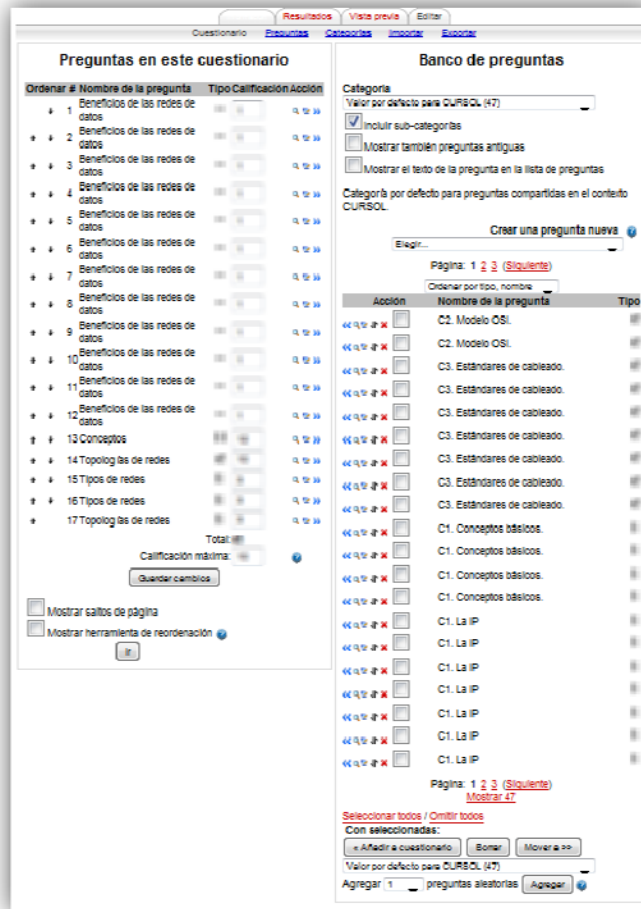 Resultados Vista previa Editar
Cuestionario Preguntas Categorías Importar Exportar
Preguntas en este cuestionario
Ordenar # Nombre de la pregunta Tipo Calificación Acción
1 Beneficios de las redes de
datos
2 Beneficios de las redes de
datos
3 Beneficios de las redes de
datos
4 Beneficios de las redes de
datos
5 Beneficios de las redes de
datos
6 Beneficios de las redes de
datos
7 Beneficios de las redes de
datos
8 Beneficios de las redes de
datos
9 Beneficios de las redes de
datos
10 Beneficios de las redes de
datos
11 Beneficios de las redes de
datos
12 Beneficios de las redes de
datos
13 Conceptos
14 Topologías de redes
15 Tipos de redes
16 Tipos de redes
17 Topologías de redes
Total:
Calificación máxima:
Guardar cambios
Mostrar saltos de página
Mostrar herramienta de reordenación
Ir
Banco de preguntas
Categoría
Valor por defecto para CURSOL (47)
Incluir sub-categorías
Mostrar también preguntas antiguas
Mostrar el texto de la pregunta en la lista de preguntas
Categoría por defecto para preguntas compartidas en el contexto
CURSOL.
Crear una pregunta nueva
Elegir...
Página: 1 2 3 (Siguiente)
Ordenar por tipo, nombre
Acción Nombre de la pregunta Tipo
C2. Modelo OSI.
C2. Modelo OSI.
C3. Estándares de cableado.
C3. Estándares de cableado.
C3. Estándares de cableado.
C3. Estándares de cableado.
C3. Estándares de cableado.
C3. Estándares de cableado.
C3. Estándares de cableado.
C1. Conceptos básicos.
C1. Conceptos básicos.
C1. Conceptos básicos.
C1. Conceptos básicos.
C1. La IP
C1. La IP
C1. La IP
C1. La IP
C1. La IP
C1. La IP
C1. La IP
Página: 1 2 3 (Siguiente)
Mostrar 47
Seleccionar todos / Omitir todos
Con seleccionadas:
« Añadir a cuestionario Borrar Mover a >>
Valor por defecto para CURSOL (47)
Agregar 1 preguntas aleatorias Agregar